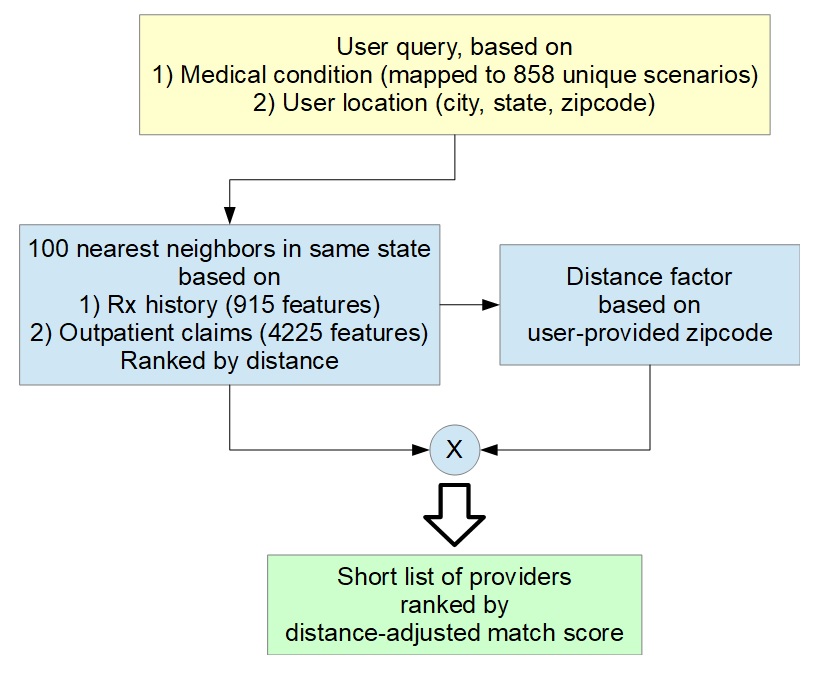 User query, based on
1) Medical condition (mapped to 858 unique scenarios)
2) User location (city, state, zipcode)
100 nearest neighbors in same state
based on
1) Rx history (915 features)
2) Outpatient claims (4225 features)
Ranked by distance
Distance factor
based on
user-provided zipcode
X
Short list of providers
ranked by
distance-adjusted match score